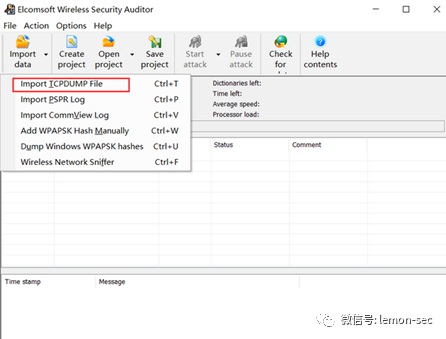 Elcomsoft Wireless Security Auditor
File Action Options Help
Import data Create project Open project Save project Start attack Pause attack Check for Help contents
Import TCPDUMP File Ctrl+T
Import PSPR Log Ctrl+P
Import CommView Log Ctrl+V
Add WPAPSK Hash Manually Ctrl+W
Dump Windows WPAPSK hashes Ctrl+U
Wireless Network Sniffer Ctrl+F
Dictionaries left:
Time left:
Average speed:
Processor load:
Status Comment
Time stamp Message
微信号:lemon-sec